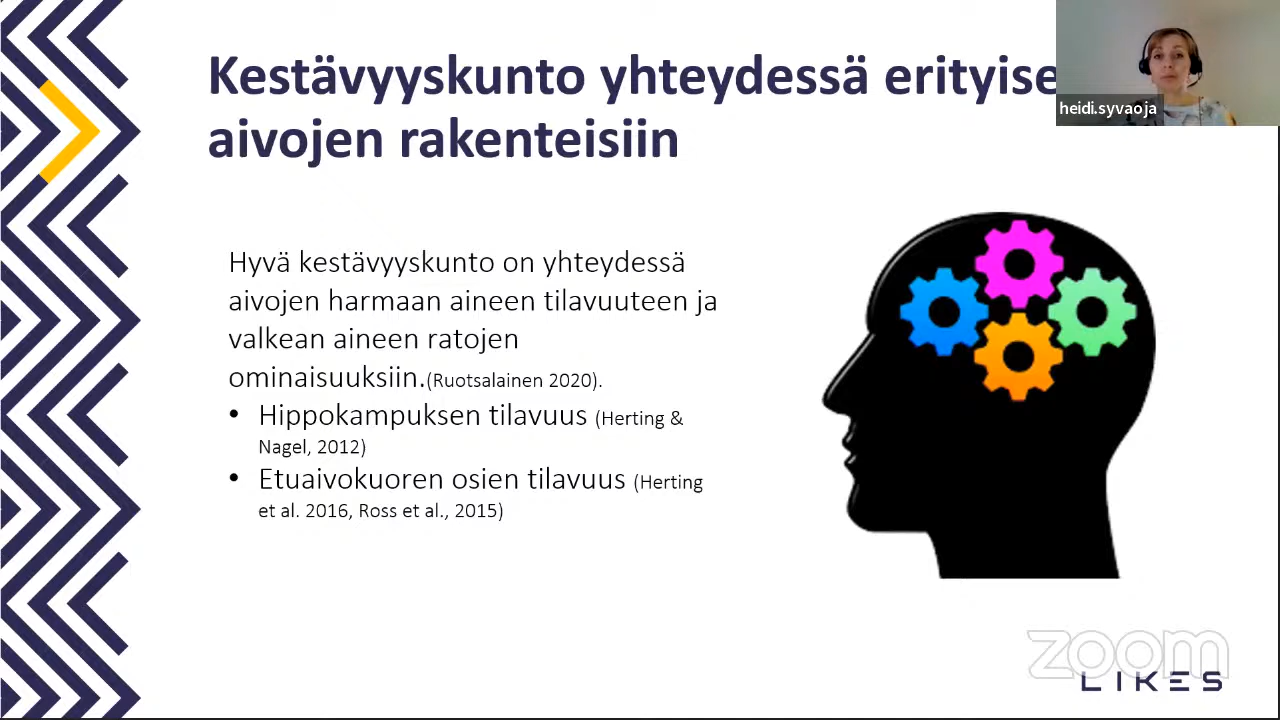 Kestävyyskunto yhteydessä erityise
aivojen rakenteisiin
heidi.syvaoja
Hyvä kestävyyskunto on yhteydessä
aivojen harmaan aineen tilavuuteen ja
valkean aineen ratojen
ominaisuuksiin.(Ruotsalainen 2020).
• Hippokampuksen tilavuus (Herting &
Nagel, 2012)
• Etuaivokuoren osien tilavuus (Herting
et al. 2016, Ross et al., 2015)
zoom
LIKES